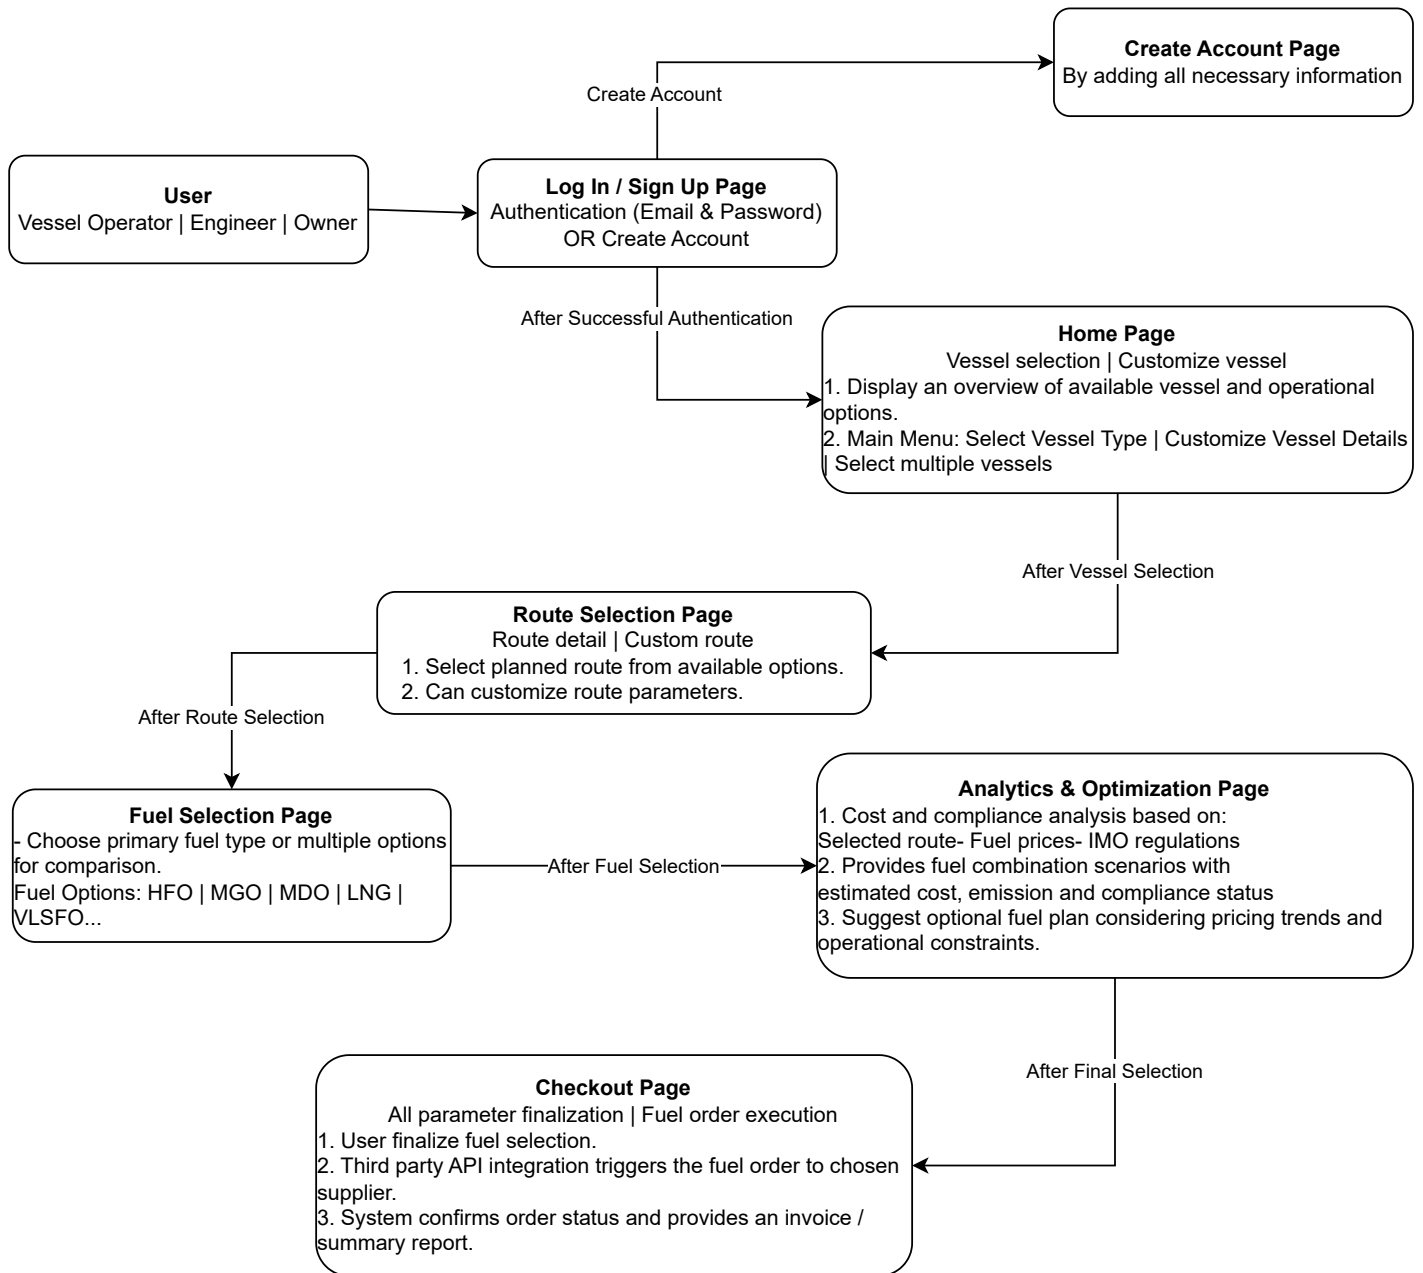 Create Account Page
By adding all necessary information
Create Account
User
Vessel Operator | Engineer | Owner
Log In / Sign Up Page
Authentication (Email & Password)
OR Create Account
After Successful Authentication
Home Page
Vessel selection | Customize vessel
1. Display an overview of available vessel and operational
options.
2. Main Menu: Select Vessel Type | Customize Vessel Details
| Select multiple vessels
After Vessel Selection
Route Selection Page
Route detail | Custom route
1. Select planned route from available options.
2. Can customize route parameters.
After Route Selection
Fuel Selection Page
- Choose primary fuel type or multiple options
for comparison.
Fuel Options: HFO | MGO | MDO | LNG |
VLSFO...
After Fuel Selection
Analytics & Optimization Page
1. Cost and compliance analysis based on:
Selected route- Fuel prices- IMO regulations
2. Provides fuel combination scenarios with
estimated cost, emission and compliance status
3. Suggest optional fuel plan considering pricing trends and
operational constraints.
After Final Selection
Checkout Page
All parameter finalization | Fuel order execution
1. User finalize fuel selection.
2. Third party API integration triggers the fuel order to chosen
supplier.
3. System confirms order status and provides an invoice /
summary report.